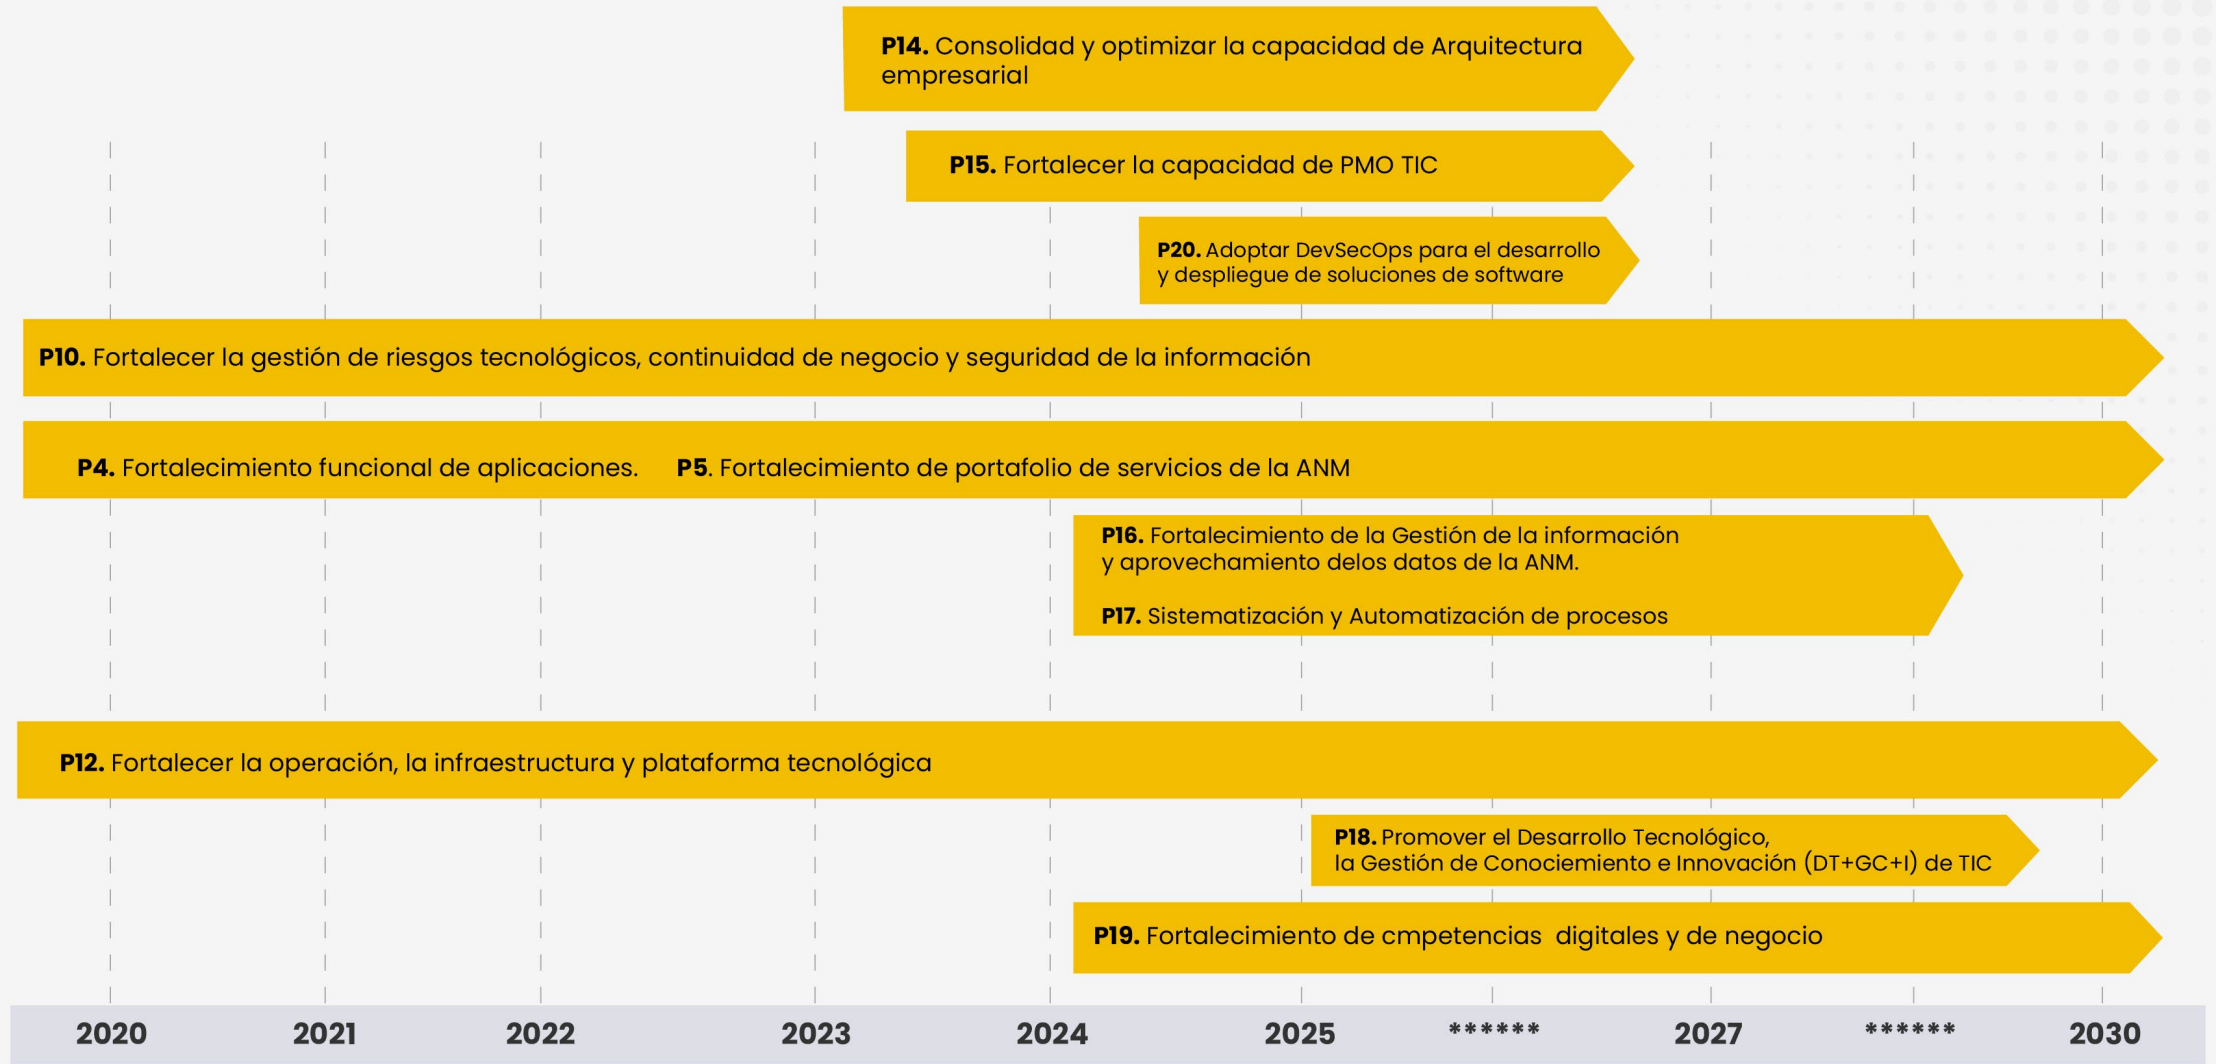 P14. Consolidad y optimizar la capacidad de Arquitectura
empresarial
P15. Fortalecer la capacidad de PMO TIC
P20. Adoptar DevSecOps para el desarrollo
y despliegue de soluciones de software
P10. Fortalecer la gestión de riesgos tecnológicos, continuidad de negocio y seguridad de la información
P4. Fortalecimiento funcional de aplicaciones. P5. Fortalecimiento de portafolio de servicios de la ANM
P16. Fortalecimiento de la Gestión de la información
y aprovechamiento delos datos de la ANM.
P17. Sistematización y Automatización de procesos
P12. Fortalecer la operación, la infraestructura y plataforma tecnológica
P18. Promover el Desarrollo Tecnológico,
la Gestión de Conociemiento e Innovación (DT+GC+I) de TIC
P19. Fortalecimiento de cmpetencias digitales y de negocio
2020 2021 2022 2023 2024 2025 ****** 2027 ****** 2030